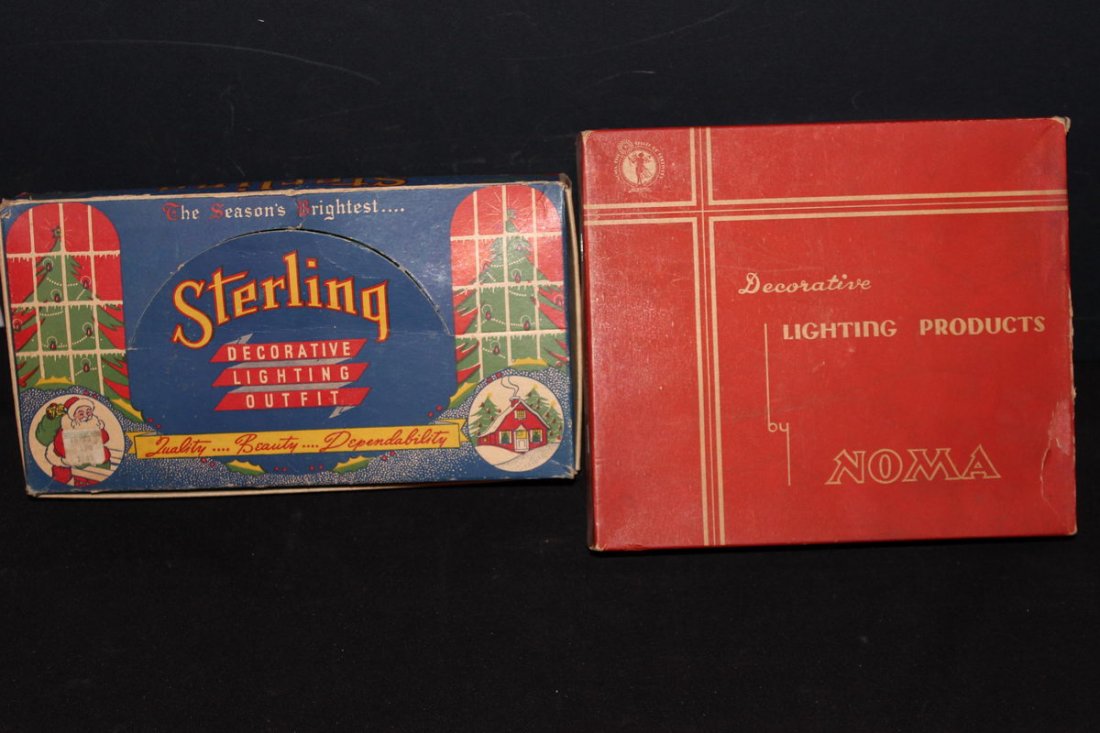 The Season's Brightest....
Sterling
DECORATIVE
LIGHTING
OUTFIT
Quality .... Beauty .... Dependability
Decorative
LIGHTING PRODUCTS
by
NOMA